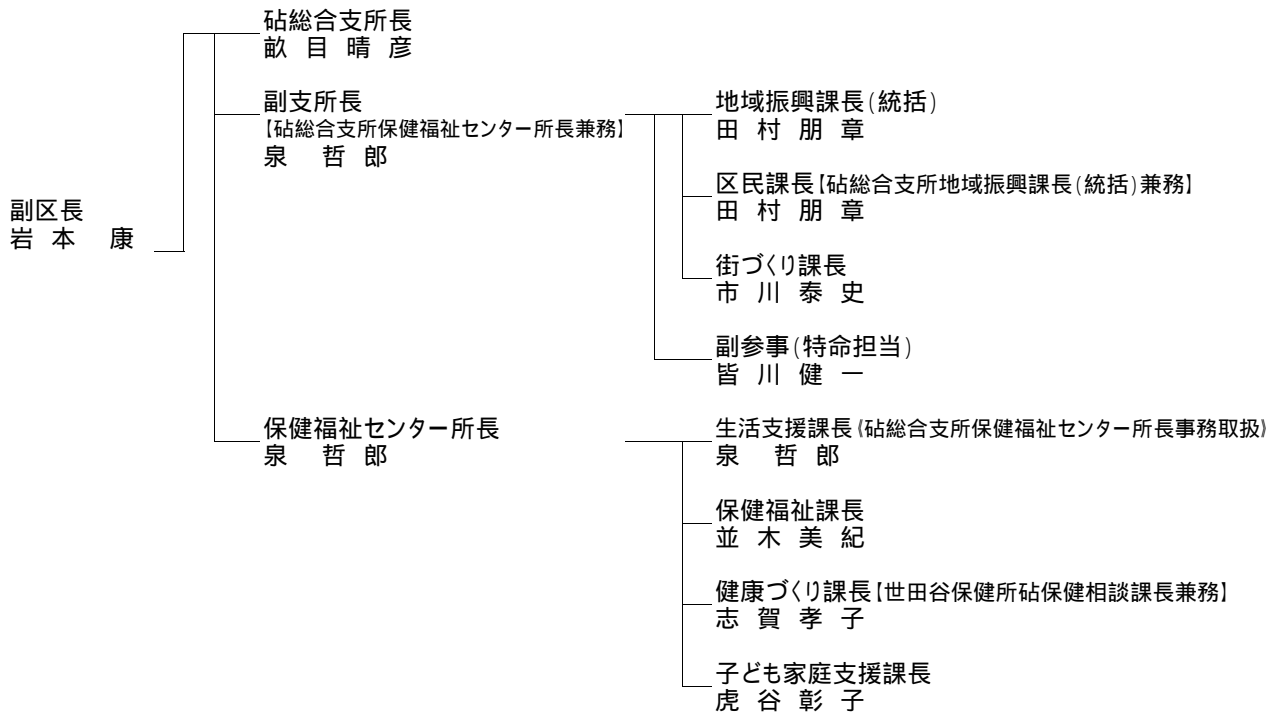 副区長
岩本 康
砧総合支所長
畝目晴彦
副支所長
【砧総合支所保健福祉センター所長兼務】
泉 哲郎
地域振興課長(統括)
田村朋章
区民課長【砧総合支所地域振興課長(統括)兼務】
田村朋章
街づくり課長
市川泰史
副参事(特命担当)
皆川健一
保健福祉センター所長
泉 哲郎
生活支援課長《砧総合支所保健福祉センター所長事務取扱》
泉 哲郎
保健福祉課長
並木美紀
健康づくり課長【世田谷保健所砧保健相談課長兼務】
志賀孝子
子ども家庭支援課長
虎谷彰子